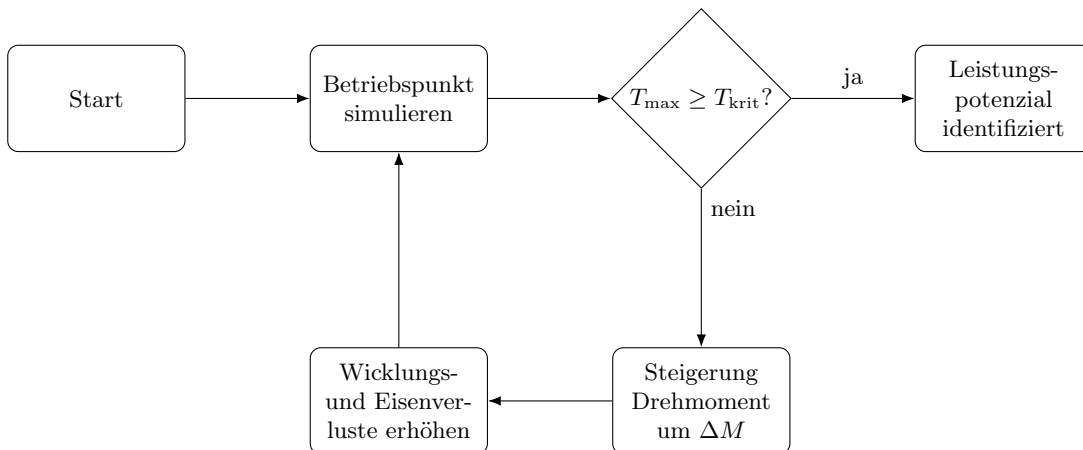 Start
Betriebspunkt
simulieren
T_max ≥ T_krit?
ja
Leistungs-
potenzial
identifiziert
nein
Wicklungs-
und Eisenver-
luste erhöhen
Steigerung
Drehmoment
um ΔM